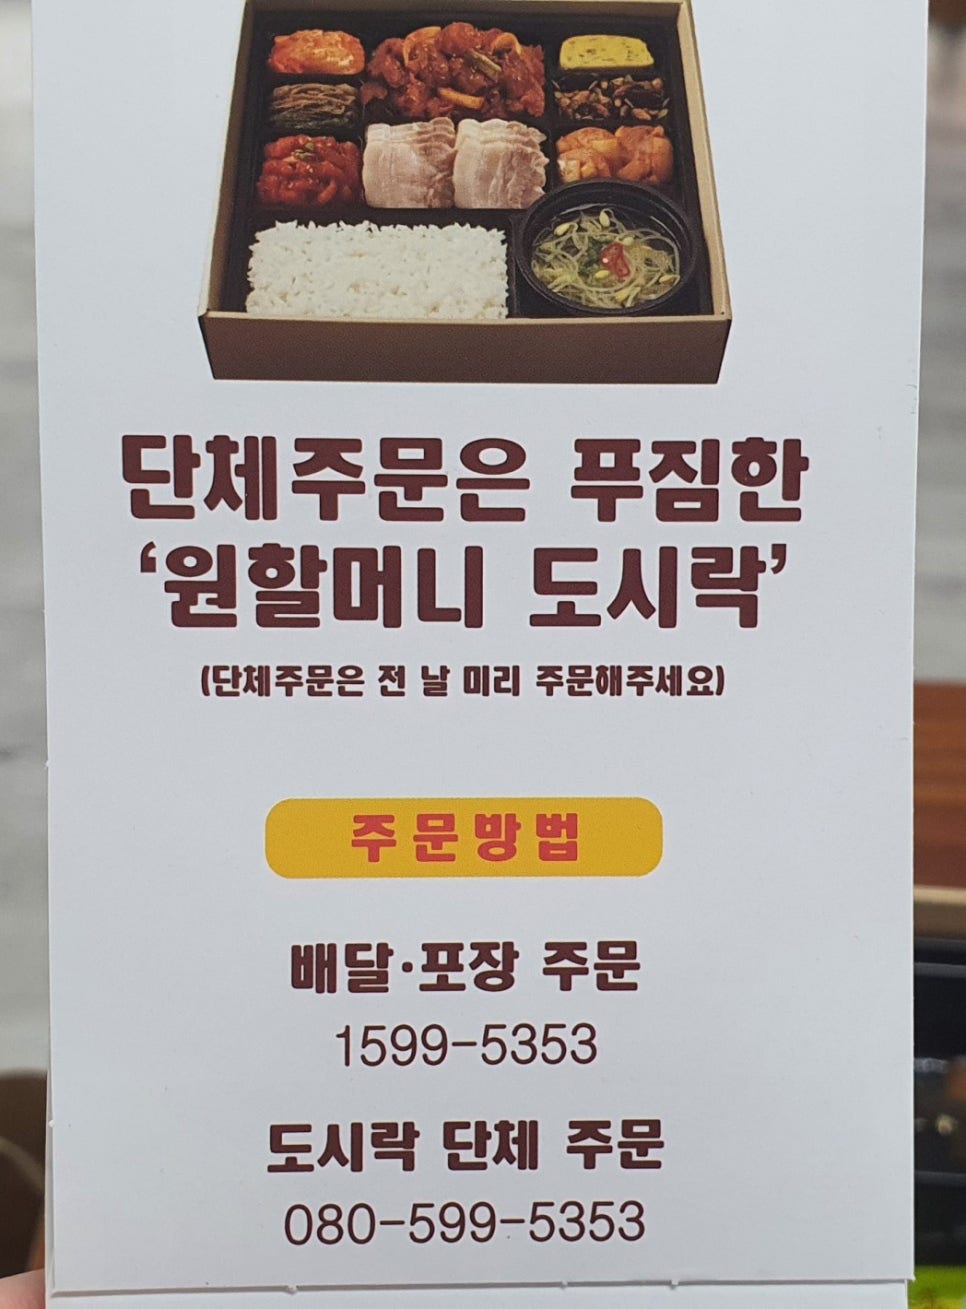 단체주문은 푸짐한
‘원할머니 도시락’
(단체주문은 전 날 미리 주문해주세요)
주문방법
배달·포장 주문
1599-5353
도시락 단체 주문
080-599-5353